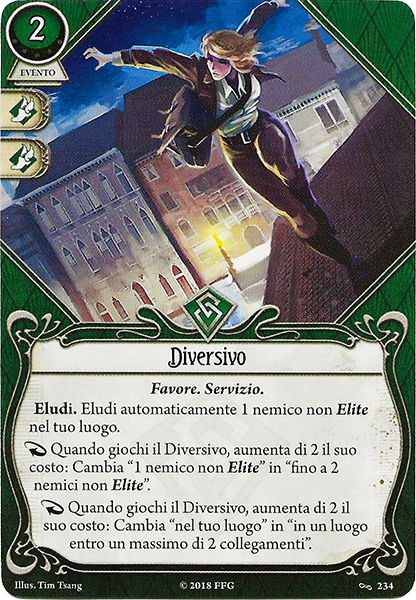 2
EVENTO
Diversivo
Favore. Servizio.
Eludi. Eludi automaticamente 1 nemico non Elite
nel tuo luogo.
Quando giochi il Diversivo, aumenta di 2 il suo
costo: Cambia “1 nemico non Elite” in “fino a 2
nemici non Elite”.
Quando giochi il Diversivo, aumenta di 2 il
suo costo: Cambia “nel tuo luogo” in “in un luogo
entro un massimo di 2 collegamenti”.
Illus. Tim Tsang © 2018 FFG 234